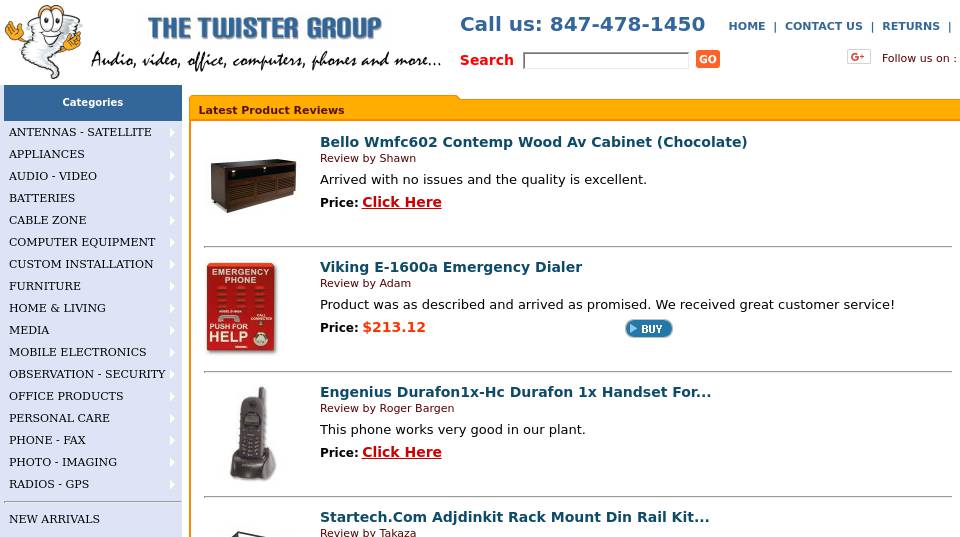 THE TWISTER GROUP
Audio, video, office, computers, phones and more...
Call us: 847-478-1450
HOME | CONTACT US | RETURNS |
Search
GO
G+ Follow us on :
Categories
ANTENNAS - SATELLITE
APPLIANCES
AUDIO - VIDEO
BATTERIES
CABLE ZONE
COMPUTER EQUIPMENT
CUSTOM INSTALLATION
FURNITURE
HOME & LIVING
MEDIA
MOBILE ELECTRONICS
OBSERVATION - SECURITY
OFFICE PRODUCTS
PERSONAL CARE
PHONE - FAX
PHOTO - IMAGING
RADIOS - GPS
NEW ARRIVALS
Latest Product Reviews
Bello Wmfc602 Contemp Wood Av Cabinet (Chocolate)
Review by Shawn
Arrived with no issues and the quality is excellent.
Price: Click Here
EMERGENCY
PHONE
PUSH FOR
HELP
Viking E-1600a Emergency Dialer
Review by Adam
Product was as described and arrived as promised. We received great customer service!
Price: $213.12
BUY
Engenius Durafon1x-Hc Durafon 1x Handset For...
Review by Roger Bargen
This phone works very good in our plant.
Price: Click Here
Startech.Com Adjdinkit Rack Mount Din Rail Kit...
Review by Takaza